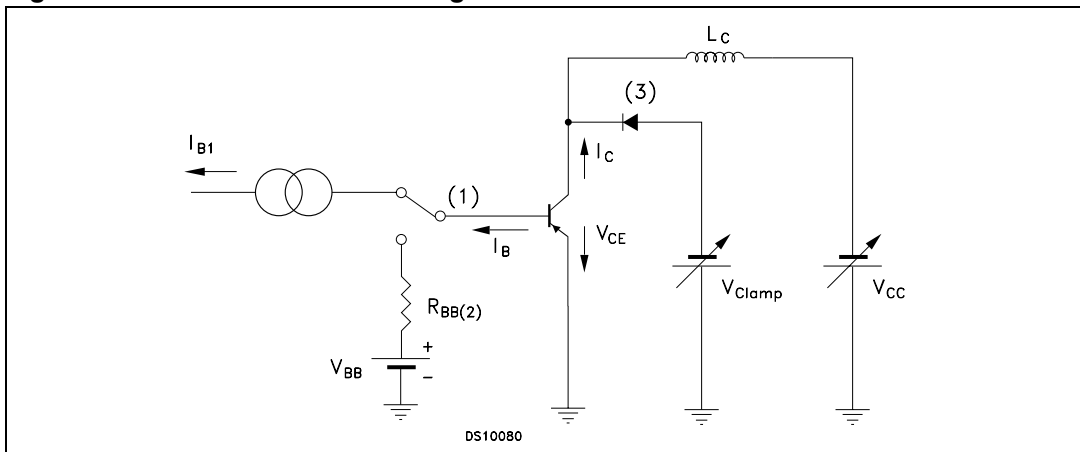 L_C
(3)
I_B1
I_C
(1)
I_B
V_CE
V_Clamp
V_CC
R_BB(2)
V_BB
+
−
DS10080